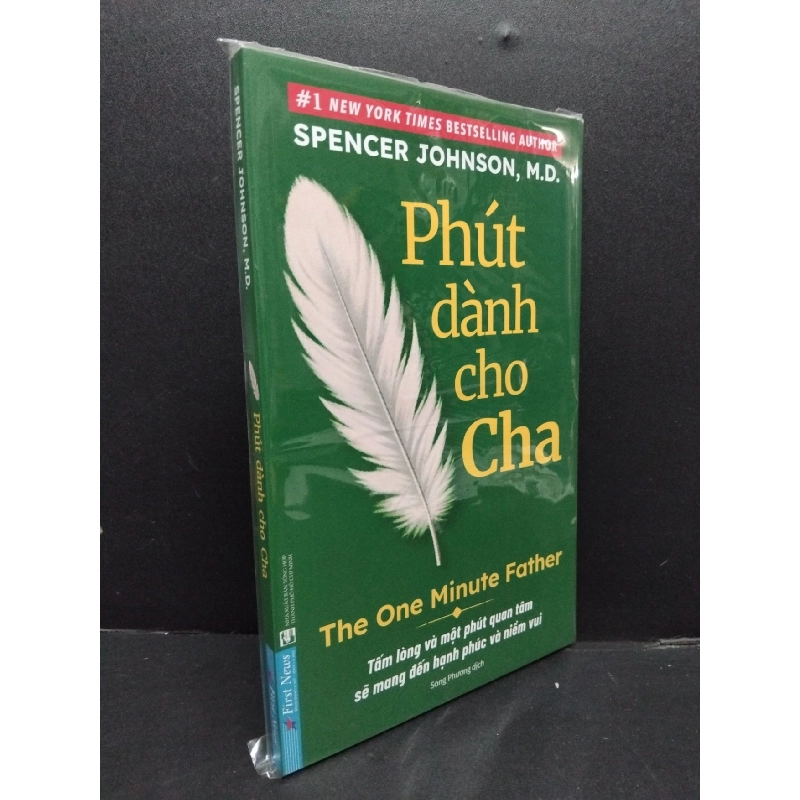 #1 NEW YORK TIMES BESTSELLING AUTHOR
SPENCER JOHNSON, M.D.
Phút
dành
cho
Cha
The One Minute Father
Tấm lòng và một phút quan tâm
sẽ mang đến hạnh phúc và niềm vui
Song Phương dịch
SPENCER JOHNSON, M.D.
Phút dành cho Cha
First News